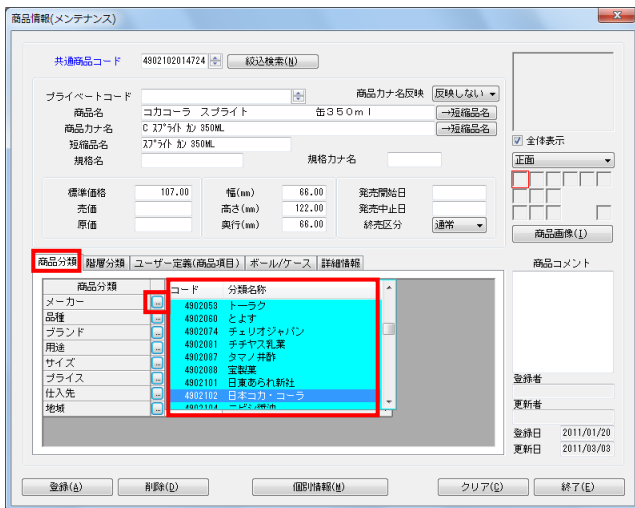 商品情報(メンテナンス)
共通商品コード 4902102014724 絞込検索(N)
プライベートコード 商品カナ名反映 反映しない
商品名 コカコーラ スプライト 缶350ml →短縮品名
商品カナ名 C スプライト カン 350ML →短縮品名
短縮品名 スプライト カン 350ML
規格名 規格カナ名
全体表示
正面
標準価格 107.00 幅(mm) 66.00 発売開始日
売価 高さ(mm) 122.00 発売中止日
原価 奥行(mm) 66.00 終売区分 通常
商品画像(I)
商品分類 階層分類 ユーザー定義(商品項目) ボール/ケース 詳細情報
商品コメント
商品分類
メーカー ...
品種 ...
ブランド ...
用途 ...
サイズ ...
プライス ...
仕入先 ...
地域 ...
コード 分類名称
4902053 トーラク
4902060 とよす
4902074 チェリオジャパン
4902081 チチヤス乳業
4902087 タマノ井酢
4902088 宝製菓
4902101 日東あられ新社
4902102 日本コカ・コーラ
4902104 ニビシ醤油
登録者
更新者
登録日 2011/01/20
更新日 2011/03/03
登録(A) 削除(D) 個別情報(M) クリア(C) 終了(E)